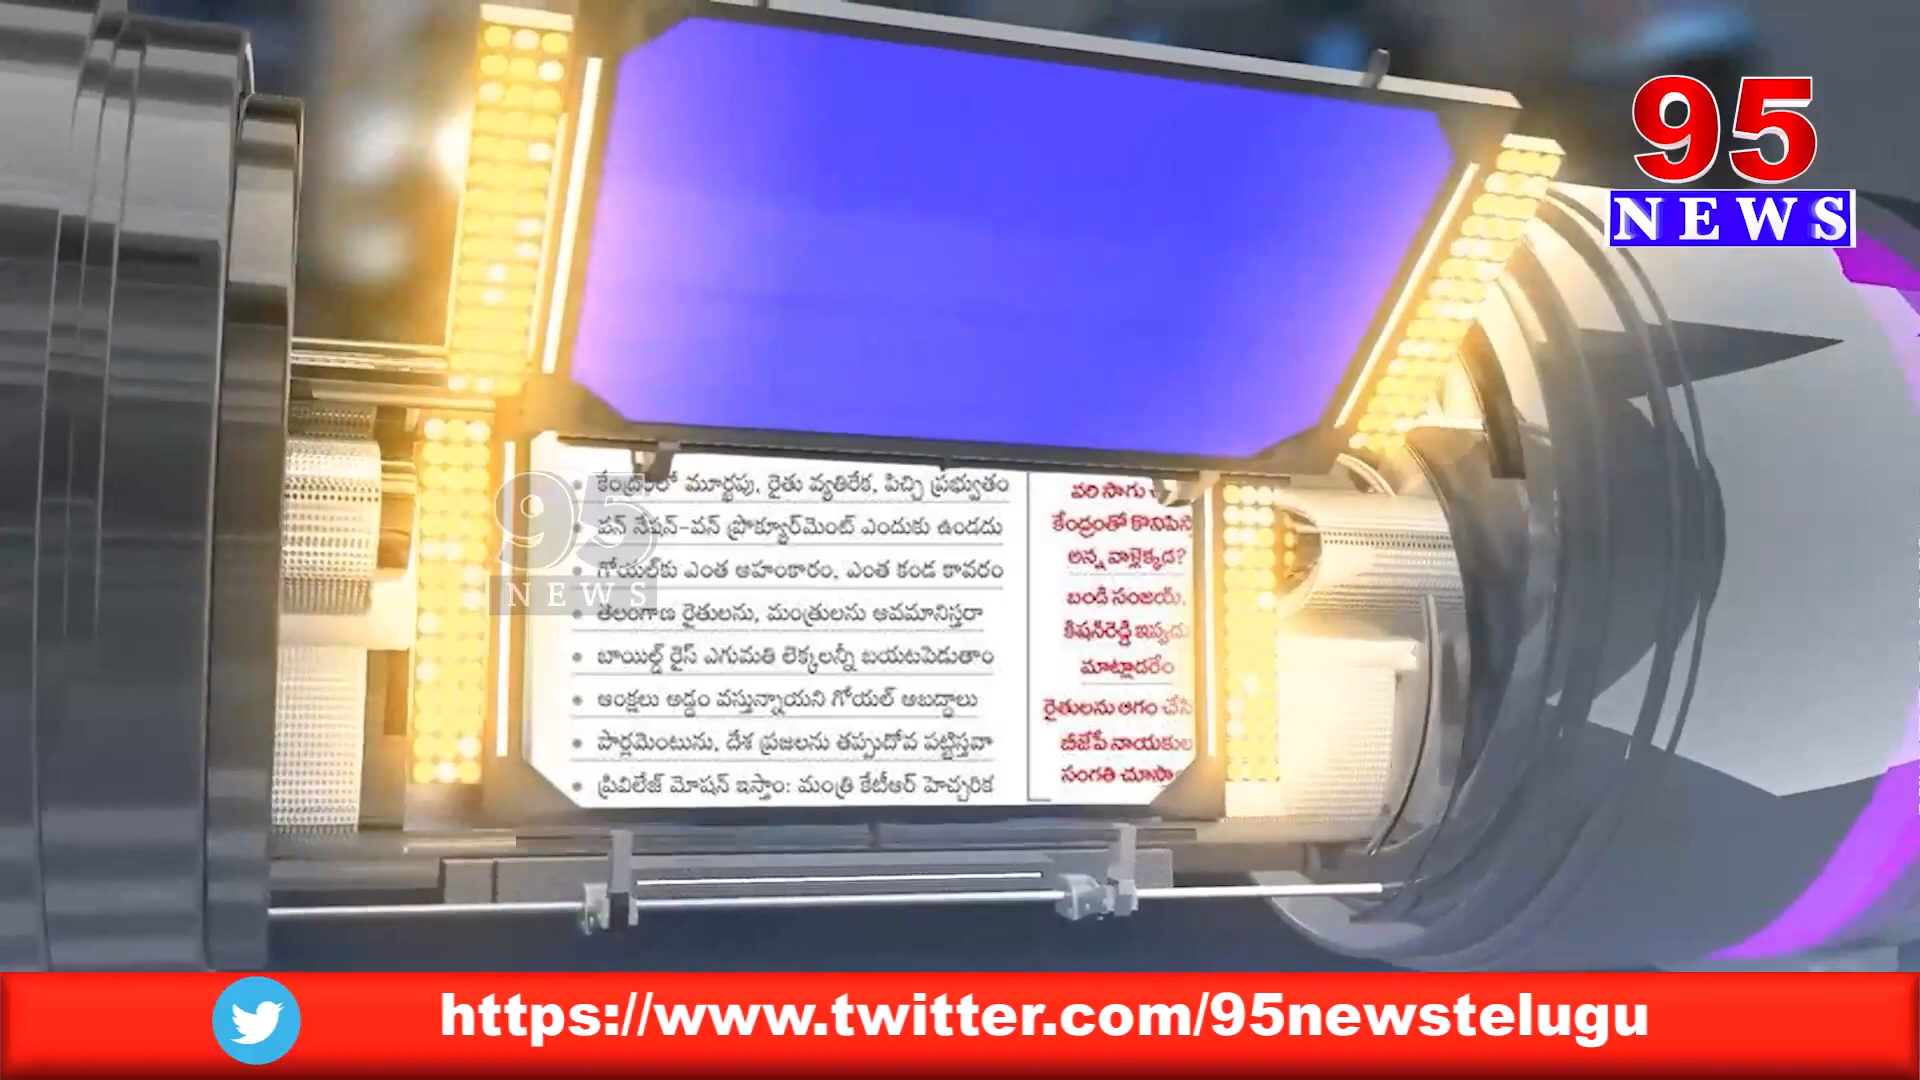 95
NEWS
కేంద్రంలో మూర్ఖపు, రైతు వ్యతిరేక, పిచ్చి ప్రభుత్వం
వన్ నేషన్-వన్ ప్రొక్యూర్‌మెంట్ ఎందుకు ఉండదు
గోయల్‌కు ఎంత అహంకారం, ఎంత కండ కావరం
తెలంగాణ రైతులను, మంత్రులను అవమానిస్తరా
బాయిల్డ్ రైస్ ఎగుమతి లెక్కలన్నీ బయటపెడుతాం
ఆంక్షలు అడ్డం వస్తున్నాయని గోయల్ అబద్ధాలు
పార్లమెంటును, దేశ ప్రజలను తప్పుదోవ పట్టిస్తవా
ప్రివిలేజ్ మోషన్ ఇస్తాం: మంత్రి కేటీఆర్ హెచ్చరిక
వరి సాగు
కేంద్రంతో
అన్న వాళ్లెక్కడ?
బండి సంజయ్,
కిషన్‌రెడ్డి ఇప్పుడు
మాట్లాడరేం
రైతులను ఆగం
బీజేపీ నాయకుల
సంగతి
95
NEWS
https://www.twitter.com/95newstelugu